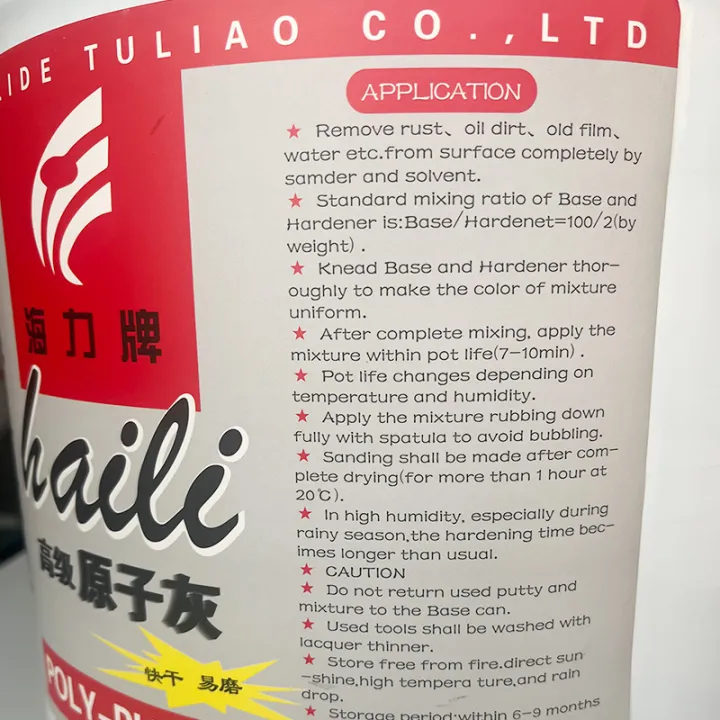 LIDE TULIAO CO.,LTD
海力牌
haili
高级原子灰
快干 易磨
APPLICATION
★ Remove rust、oil dirt、old film、
water etc.from surface completely by
samder and solvent.
★ Standard mixing ratio of Base and
Hardener is:Base/Hardenet=100/2(by
weight) .
★ Knead Base and Hardener thor-
oughly to make the color of mixture
uniform.
★ After complete mixing, apply the
mixture within pot life(7-10min) .
★ Pot life changes depending on
temperature and humidity.
★ Apply the mixture rubbing down
fully with spatula to avoid bubbling.
★ Sanding shall be made after com-
plete drying(for more than 1 hour at
20℃).
★ In high humidity, especially during
rainy season,the hardening time bec-
imes longer than usual.
★ CAUTION
★ Do not return used putty and
mixture to the Base can.
★ Used tools shall be washed with
lacquer thinner.
★ Store free from fire.direct sun
-shine,high tempera ture,and rain
drop.
★ Storage period:within 6-9 months